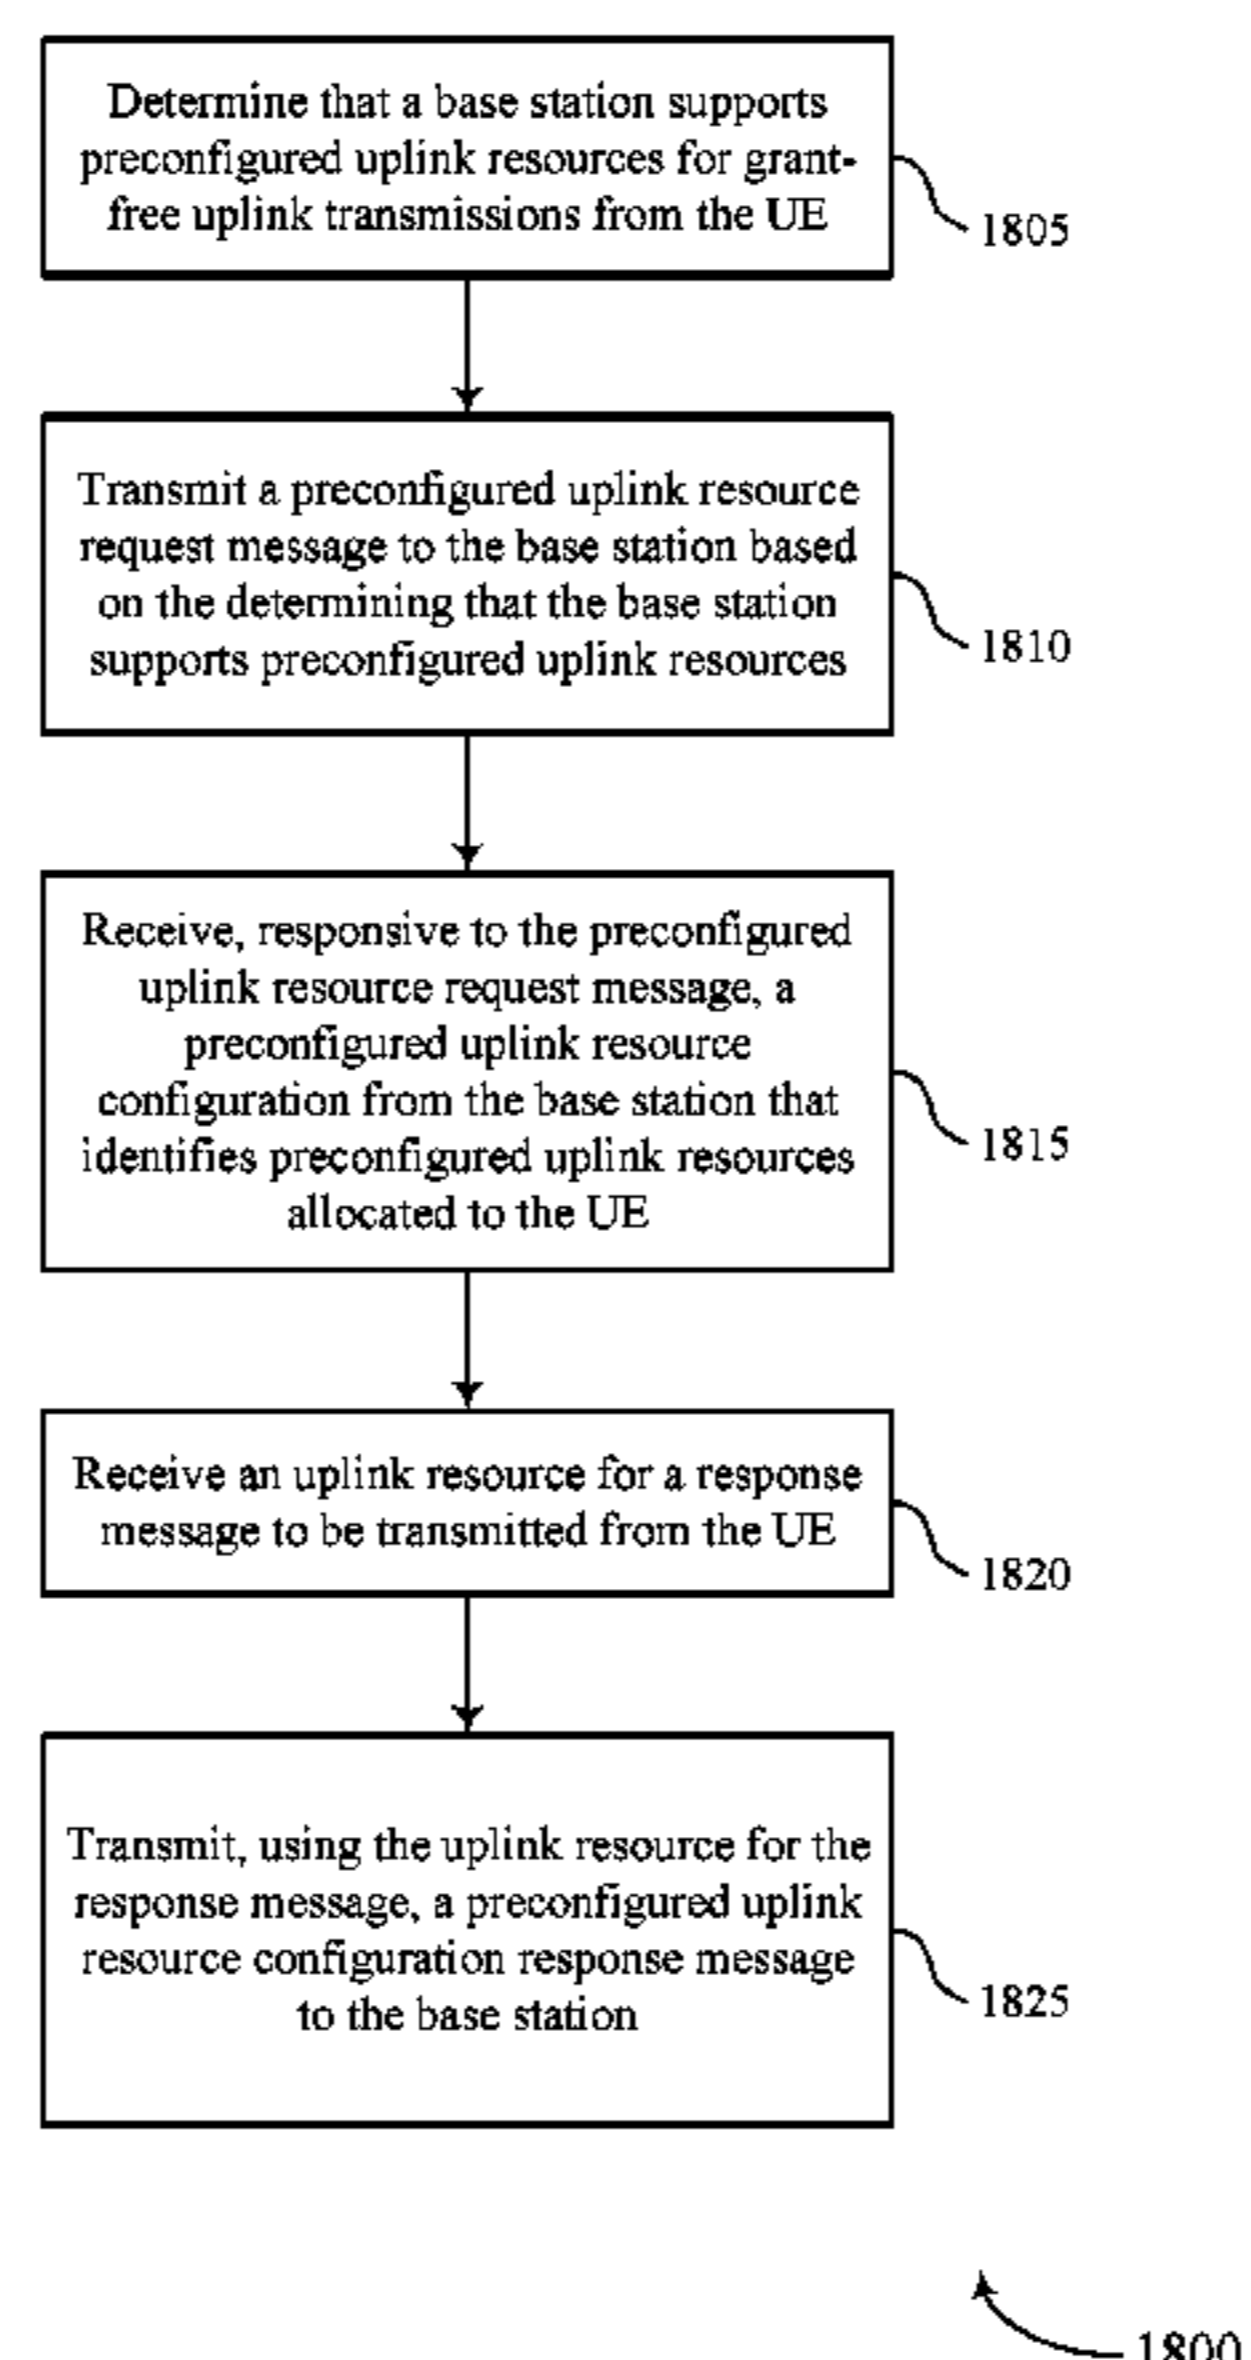 Determine that a base station supports
preconfigured uplink resources for grant-
free uplink transmissions from the UE
1805
Transmit a preconfigured uplink resource
request message to the base station based
on the determining that the base station
supports preconfigured uplink resources
1810
Receive, responsive to the preconfigured
uplink resource request message, a
preconfigured uplink resource
configuration from the base station that
identifies preconfigured uplink resources
allocated to the UE
1815
Receive an uplink resource for a response
message to be transmitted from the UE
1820
Transmit, using the uplink resource for the
response message, a preconfigured uplink
resource configuration response message
to the base station
1825
1800